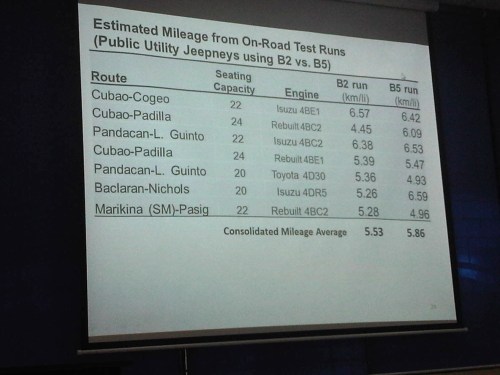 Estimated Mileage from On-Road Test Runs
(Public Utility Jeepneys using B2 vs. B5)
Route Seating Capacity Engine B2 run (km/li) B5 run (km/li)
Cubao-Cogeo 22 Isuzu 4BE1 6.57 6.42
Cubao-Padilla 24 Rebuilt 4BC2 4.45 6.09
Pandacan-L. Guinto 22 Isuzu 4BC2 6.38 6.53
Cubao-Padilla 24 Rebuilt 4BE1 5.39 5.47
Pandacan-L. Guinto 20 Toyota 4D30 5.36 4.93
Baclaran-Nichols 20 Isuzu 4DR5 5.26 6.59
Marikina (SM)-Pasig 22 Rebuilt 4BC2 5.28 4.96
Consolidated Mileage Average 5.53 5.86